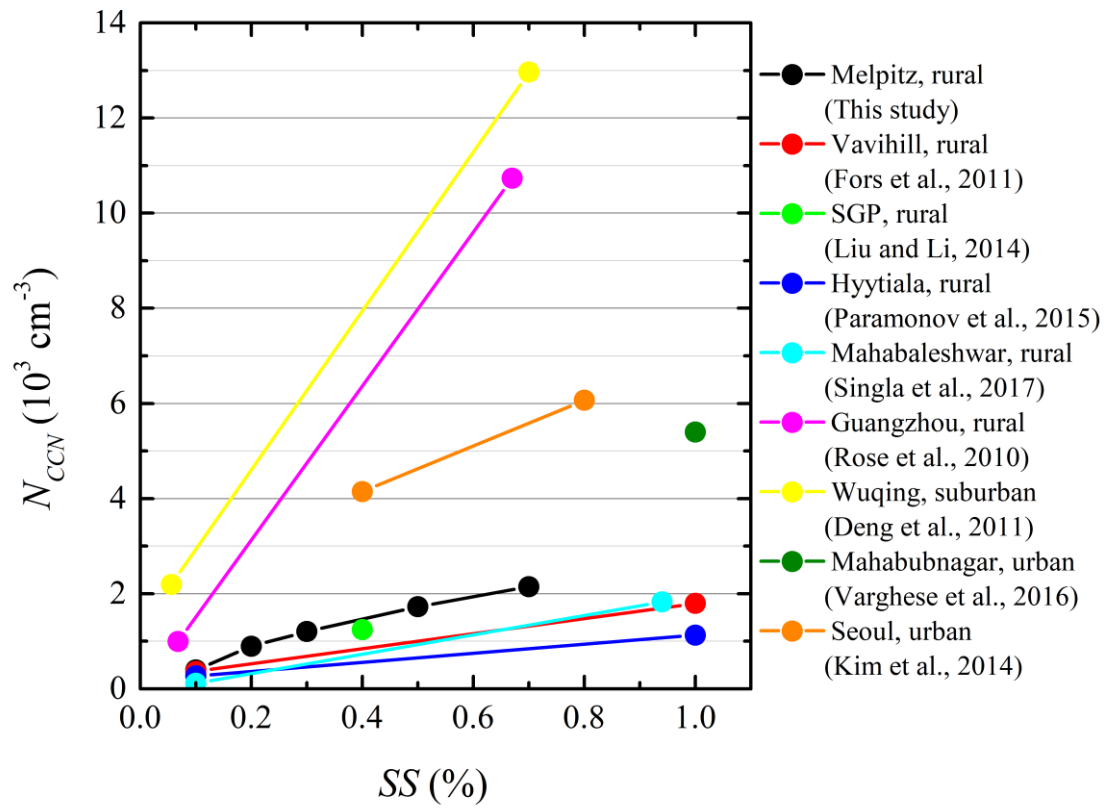 14
12
10
8
6
4
2
0
N_CCN (10³ cm⁻³)
0.0 0.2 0.4 0.6 0.8 1.0
SS (%)
Melpitz, rural
(This study)
Vavihill, rural
(Fors et al., 2011)
SGP, rural
(Liu and Li, 2014)
Hyytiala, rural
(Paramonov et al., 2015)
Mahabaleshwar, rural
(Singla et al., 2017)
Guangzhou, rural
(Rose et al., 2010)
Wuqing, suburban
(Deng et al., 2011)
Mahabubnagar, urban
(Varghese et al., 2016)
Seoul, urban
(Kim et al., 2014)